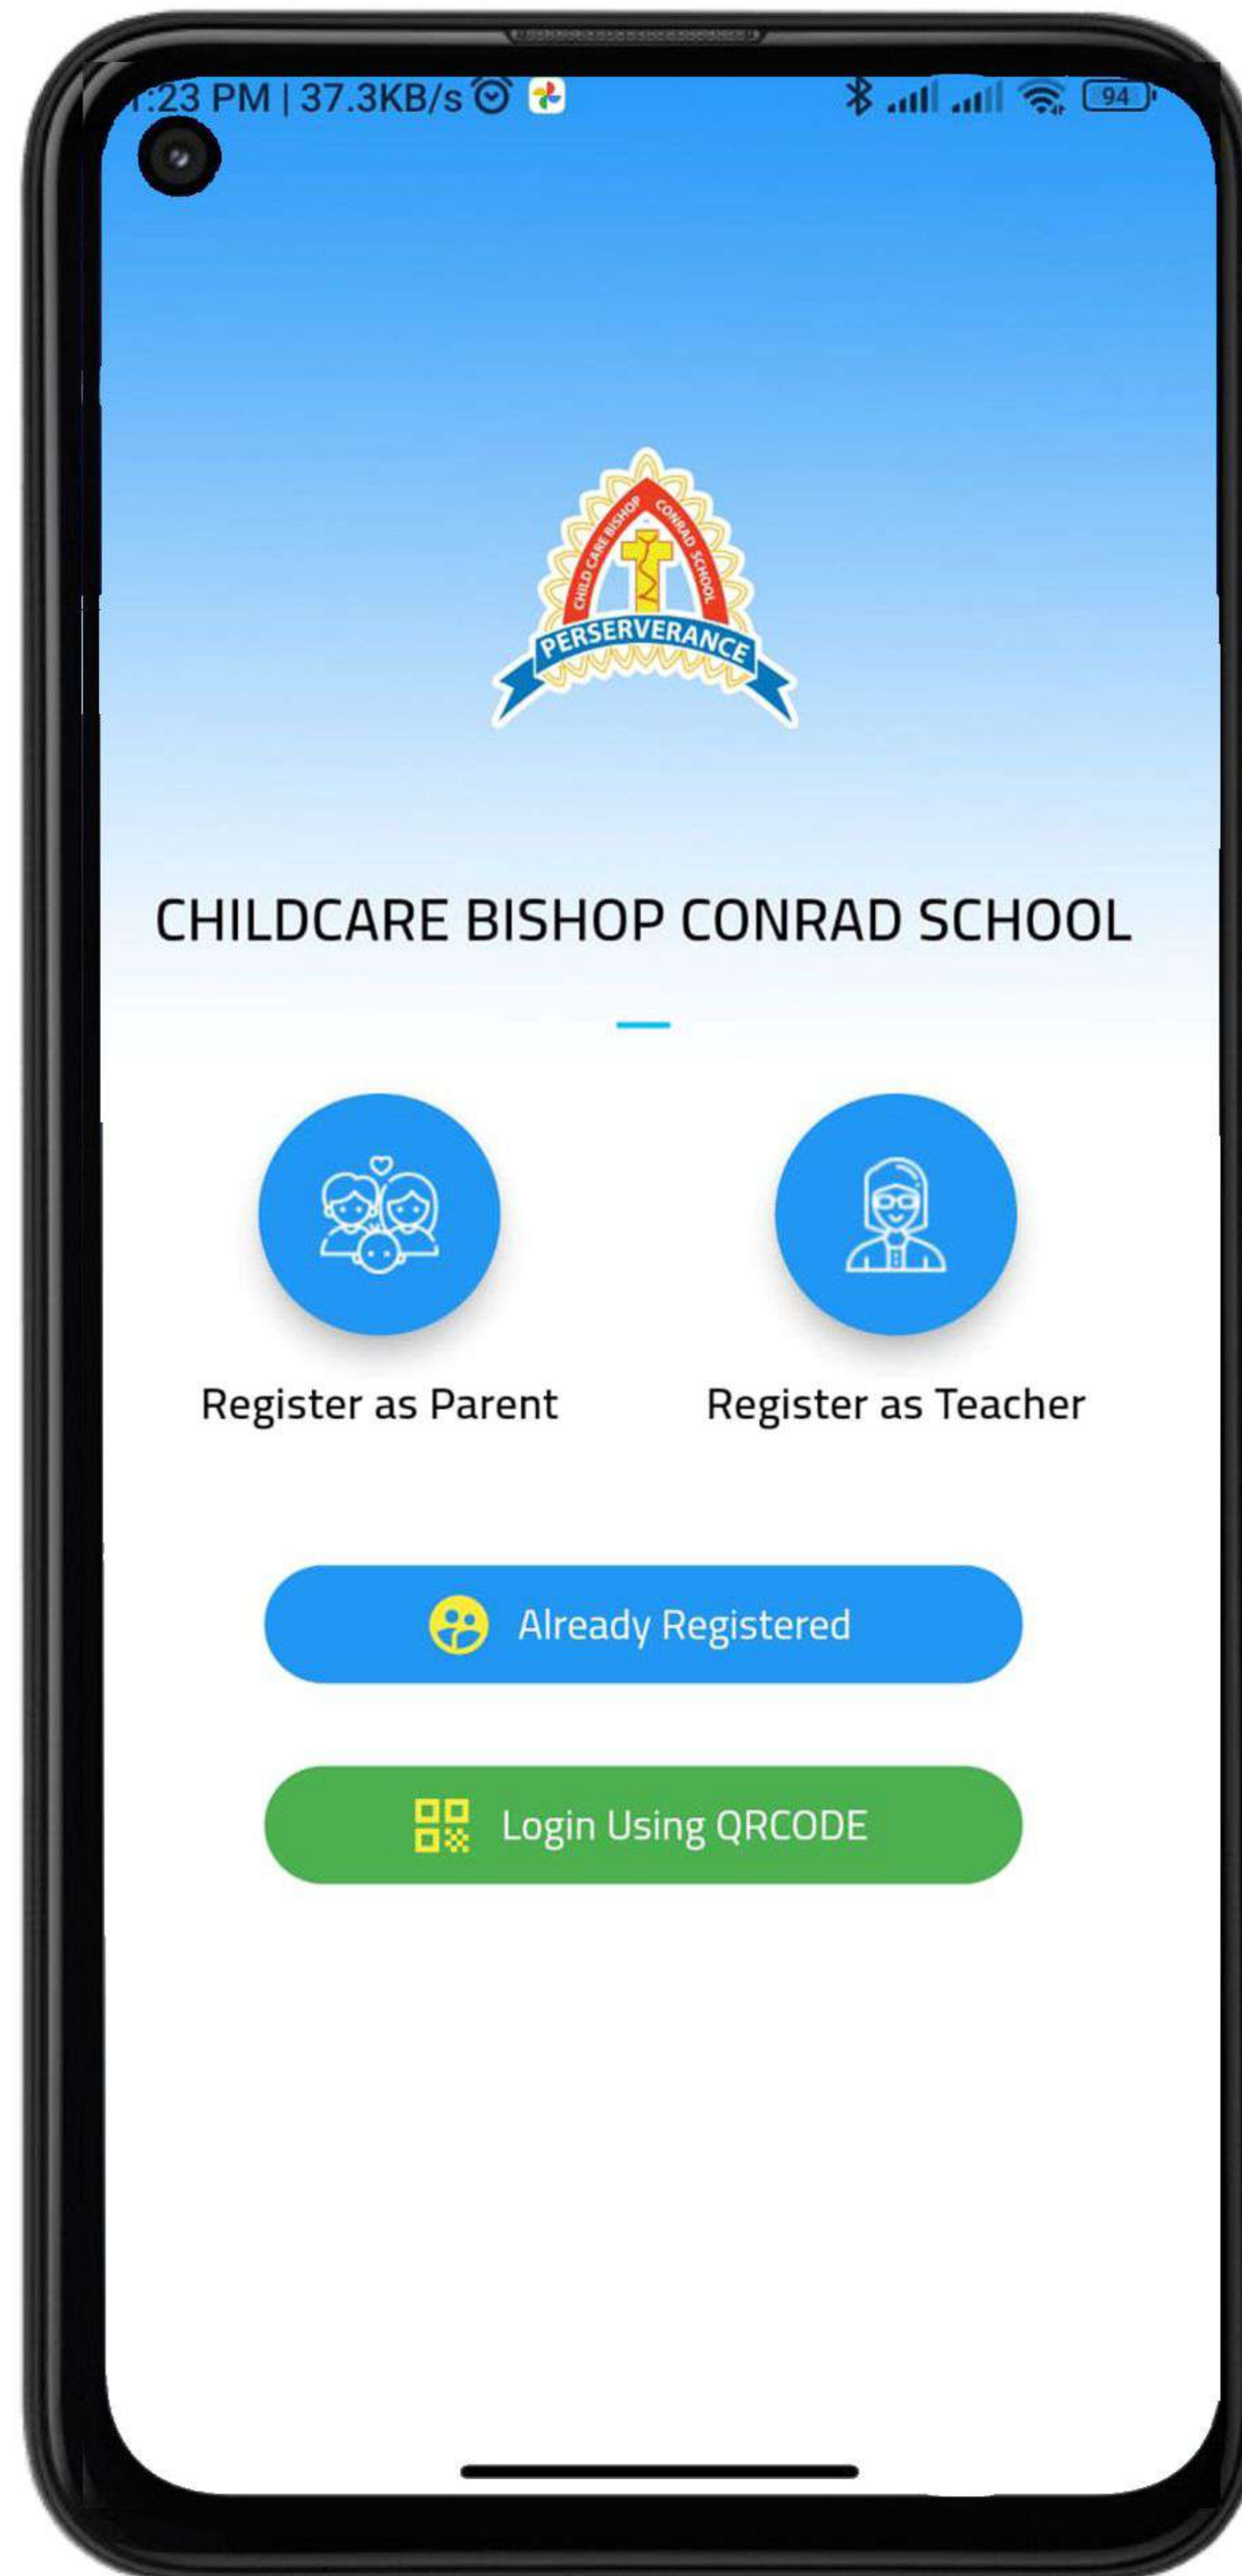 :23 PM | 37.3KB/s
94
CHILD CARE BISHOP CONRAD SCHOOL
PERSERVERANCE
CHILDCARE BISHOP CONRAD SCHOOL
Register as Parent
Register as Teacher
Already Registered
Login Using QRCODE